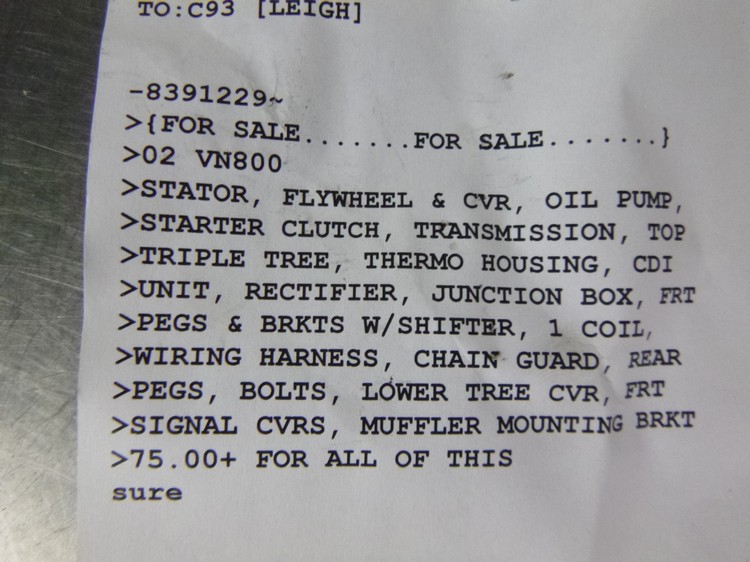 TO:C93 [LEIGH]
-8391229~
>{FOR SALE........FOR SALE........}
>02 VN800
>STATOR, FLYWHEEL & CVR, OIL PUMP,
>STARTER CLUTCH, TRANSMISSION, TOP
>TRIPLE TREE, THERMO HOUSING, CDI
>UNIT, RECTIFIER, JUNCTION BOX, FRT
>PEGS & BRKTS W/SHIFTER, 1 COIL,
>WIRING HARNESS, CHAIN GUARD, REAR
>PEGS, BOLTS, LOWER TREE CVR, FRT
>SIGNAL CVRS, MUFFLER MOUNTING BRKT
>75.00+ FOR ALL OF THIS
sure